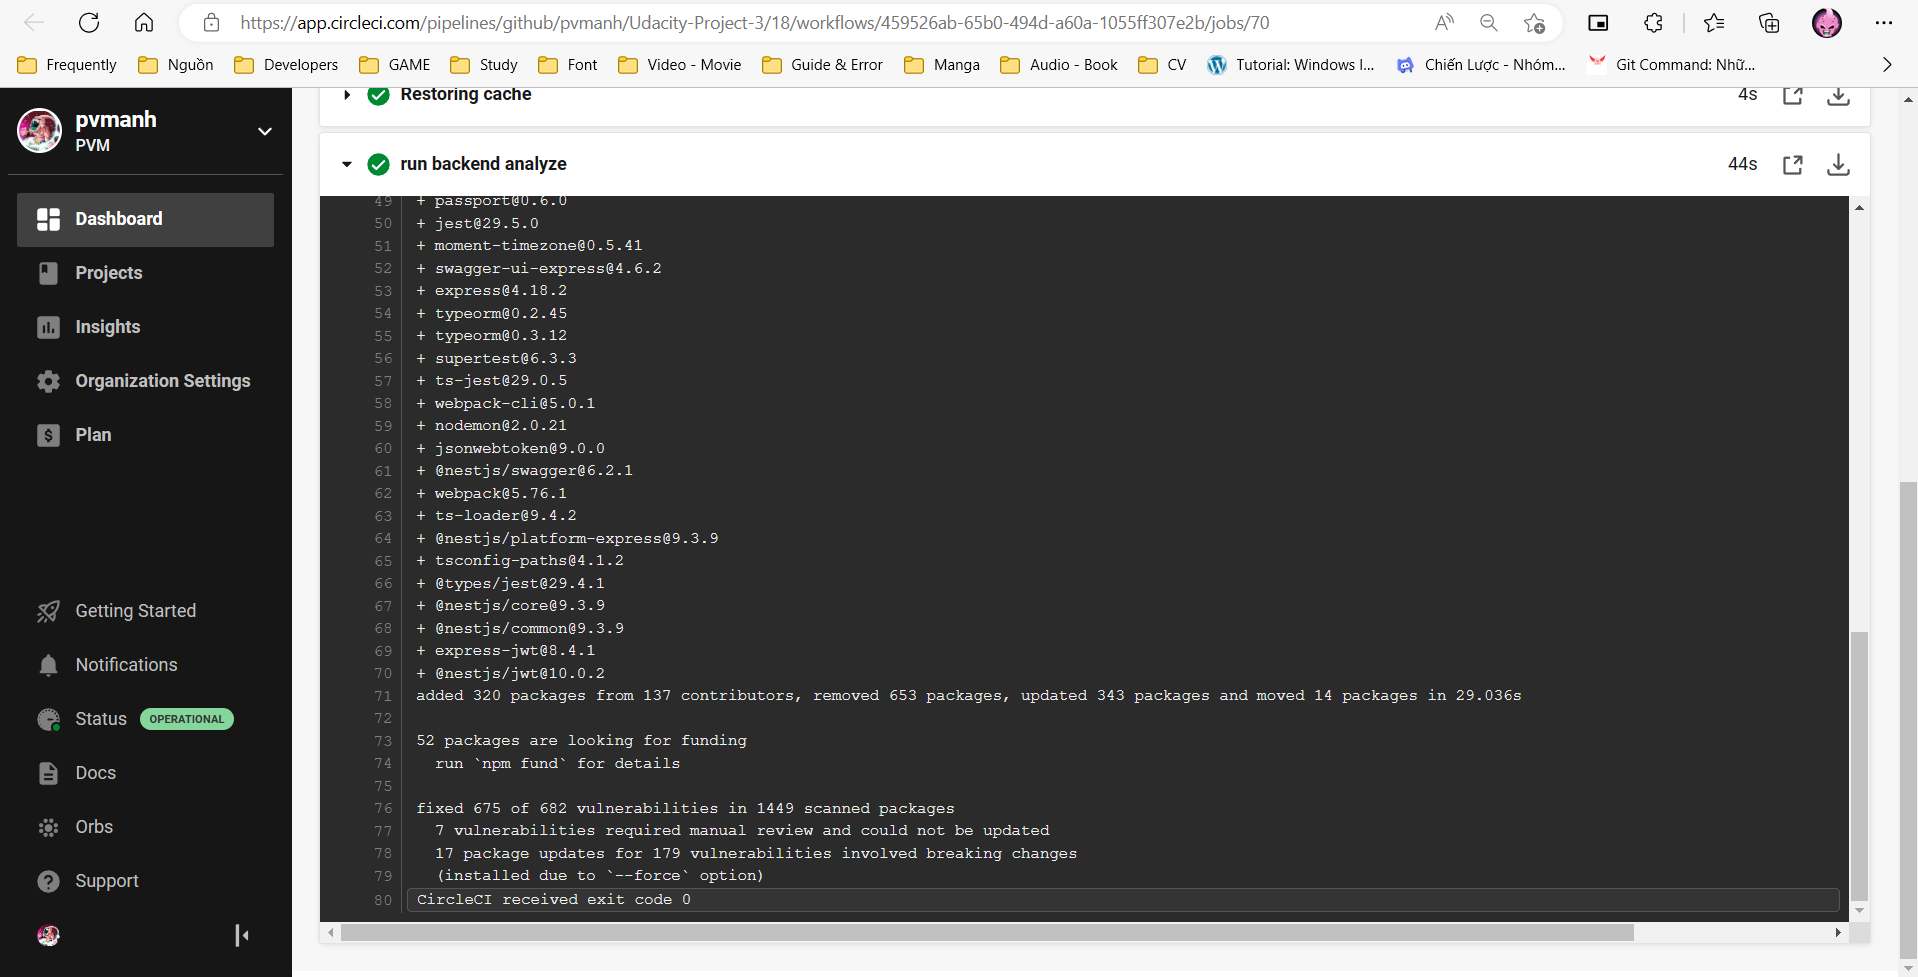 https://app.circleci.com/pipelines/github/pvmanh/Udacity-Project-3/18/workflows/459526ab-65b0-494d-a60a-1055ff307e2b/jobs/70
Frequently
Nguồn
Developers
GAME
Study
Font
Video - Movie
Guide & Error
Manga
Audio - Book
CV
Tutorial: Windows I...
Chiến Lược - Nhóm...
Git Command: Nhữ...
pvmanh
PVM
Dashboard
Projects
Insights
Organization Settings
Plan
Getting Started
Notifications
Status OPERATIONAL
Docs
Orbs
Support
Restoring cache 4s
run backend analyze 44s
49 + passport@0.6.0
50 + jest@29.5.0
51 + moment-timezone@0.5.41
52 + swagger-ui-express@4.6.2
53 + express@4.18.2
54 + typeorm@0.2.45
55 + typeorm@0.3.12
56 + supertest@6.3.3
57 + ts-jest@29.0.5
58 + webpack-cli@5.0.1
59 + nodemon@2.0.21
60 + jsonwebtoken@9.0.0
61 + @nestjs/swagger@6.2.1
62 + webpack@5.76.1
63 + ts-loader@9.4.2
64 + @nestjs/platform-express@9.3.9
65 + tsconfig-paths@4.1.2
66 + @types/jest@29.4.1
67 + @nestjs/core@9.3.9
68 + @nestjs/common@9.3.9
69 + express-jwt@8.4.1
70 + @nestjs/jwt@10.0.2
71 added 320 packages from 137 contributors, removed 653 packages, updated 343 packages and moved 14 packages in 29.036s
72
73 52 packages are looking for funding
74 run `npm fund` for details
75
76 fixed 675 of 682 vulnerabilities in 1449 scanned packages
77 7 vulnerabilities required manual review and could not be updated
78 17 package updates for 179 vulnerabilities involved breaking changes
79 (installed due to `--force` option)
80 CircleCI received exit code 0